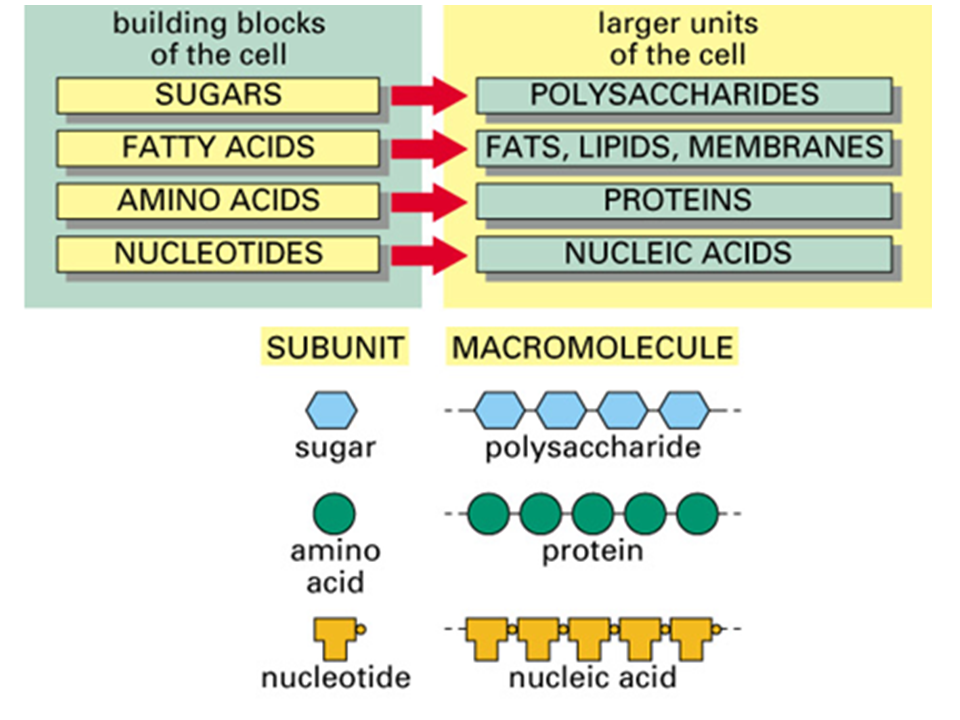 building blocks
of the cell
larger units
of the cell
SUGARS
POLYSACCHARIDES
FATTY ACIDS
FATS, LIPIDS, MEMBRANES
AMINO ACIDS
PROTEINS
NUCLEOTIDES
NUCLEIC ACIDS
SUBUNIT
MACROMOLECULE
sugar
polysaccharide
amino
acid
protein
nucleotide
nucleic acid